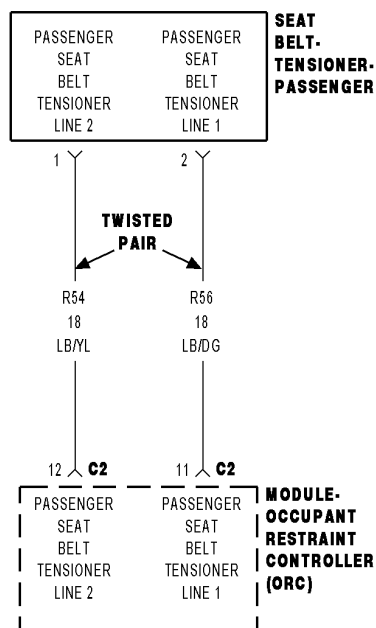 SEAT
BELT-
TENSIONER-
PASSENGER
PASSENGER
SEAT
BELT
TENSIONER
LINE 2
PASSENGER
SEAT
BELT
TENSIONER
LINE 1
1
2
TWISTED
PAIR
R54
18
LB/YL
R56
18
LB/DG
12 C2
11 C2
PASSENGER
SEAT
BELT
TENSIONER
LINE 2
PASSENGER
SEAT
BELT
TENSIONER
LINE 1
MODULE-
OCCUPANT
RESTRAINT
CONTROLLER
(ORC)